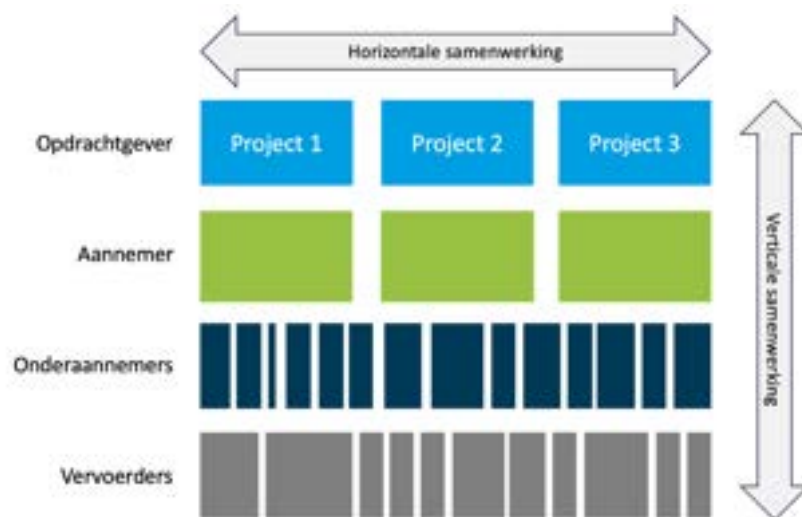 Horizontale samenwerking
Opdrachtgever
Project 1
Project 2
Project 3
Aannemer
Onderaannemers
Vervoerders
Verticale samenwerking